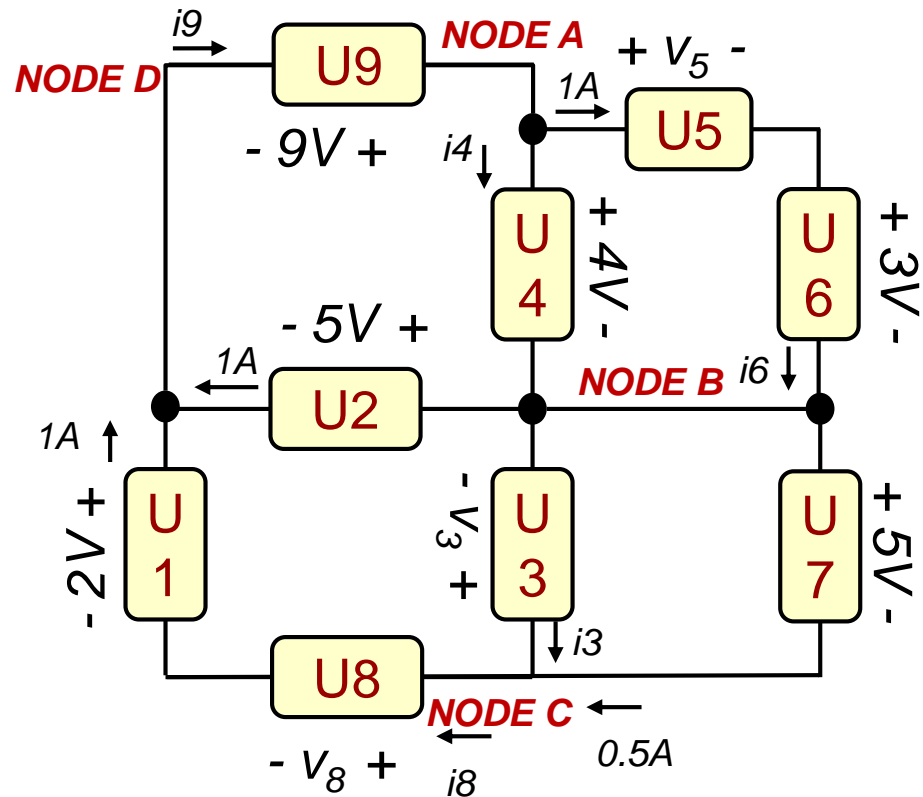 i9
NODE A
NODE D
U9
+ v5 -
1A
U5
- 9V +
i4
U
4
+ 4V -
U
6
+ 3V -
- 5V +
1A
U2
NODE B
i6
1A
U
1
- 2V +
- v3 +
U
3
U
7
+ 5V -
i3
U8
NODE C
- v8 +
i8
0.5A